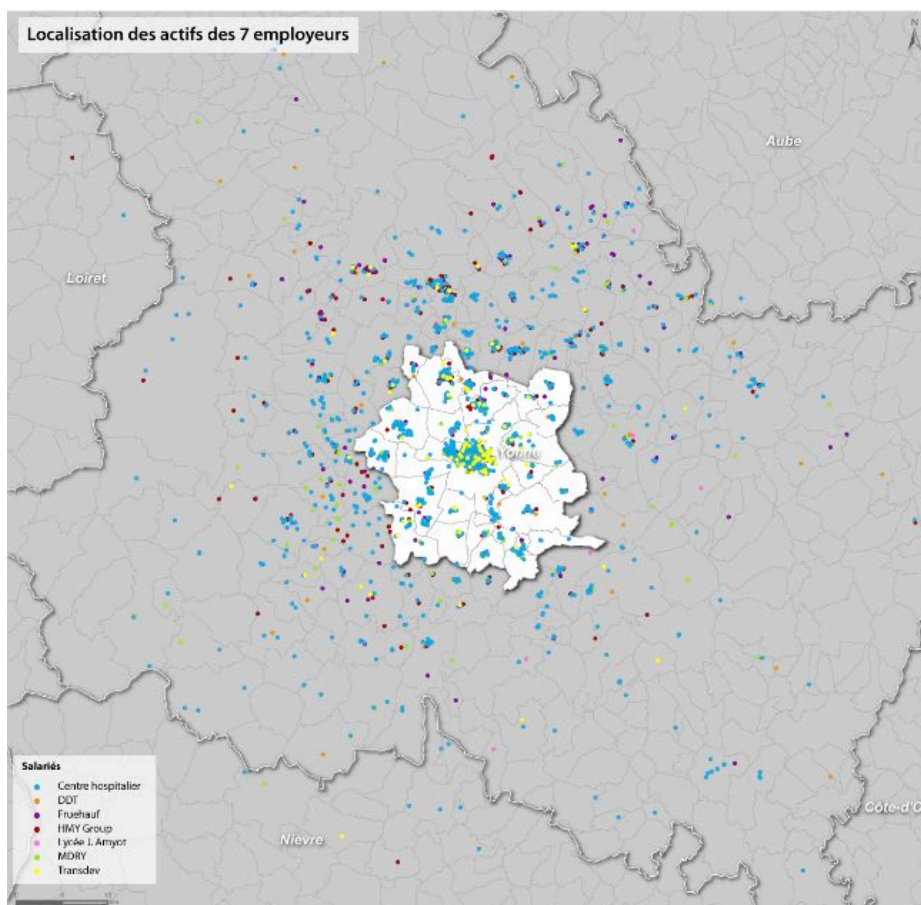 Localisation des actifs des 7 employeurs
N
Aube
Loiret
Yonne
Salariés
Centre hospitalier
DDT
Fruehauf
HMY Group
Lycée J. Amyot
MDRY
Transdev
Côte-d'O
Nièvre